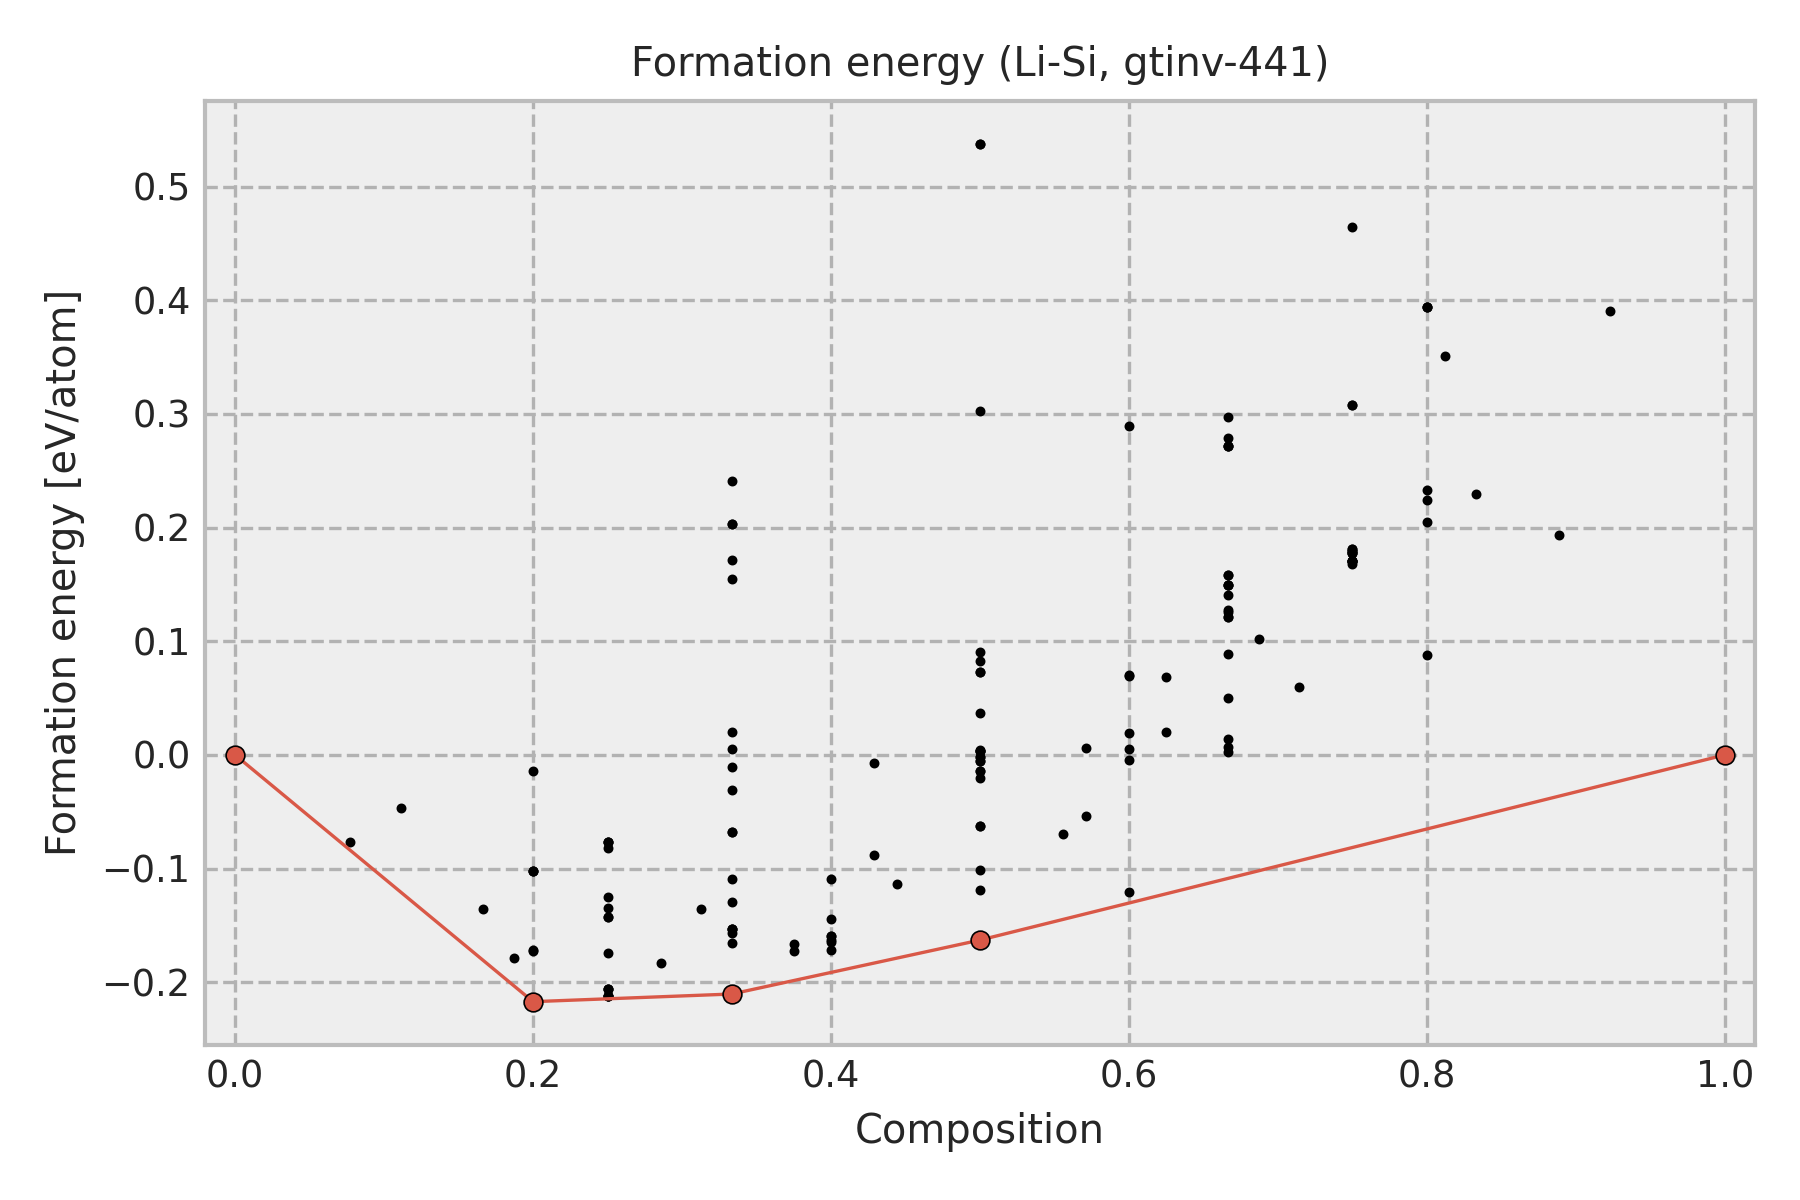 Formation energy (Li-Si, gtinv-441)
Formation energy [eV/atom]
0.5
0.4
0.3
0.2
0.1
0.0
−0.1
−0.2
0.0 0.2 0.4 0.6 0.8 1.0
Composition